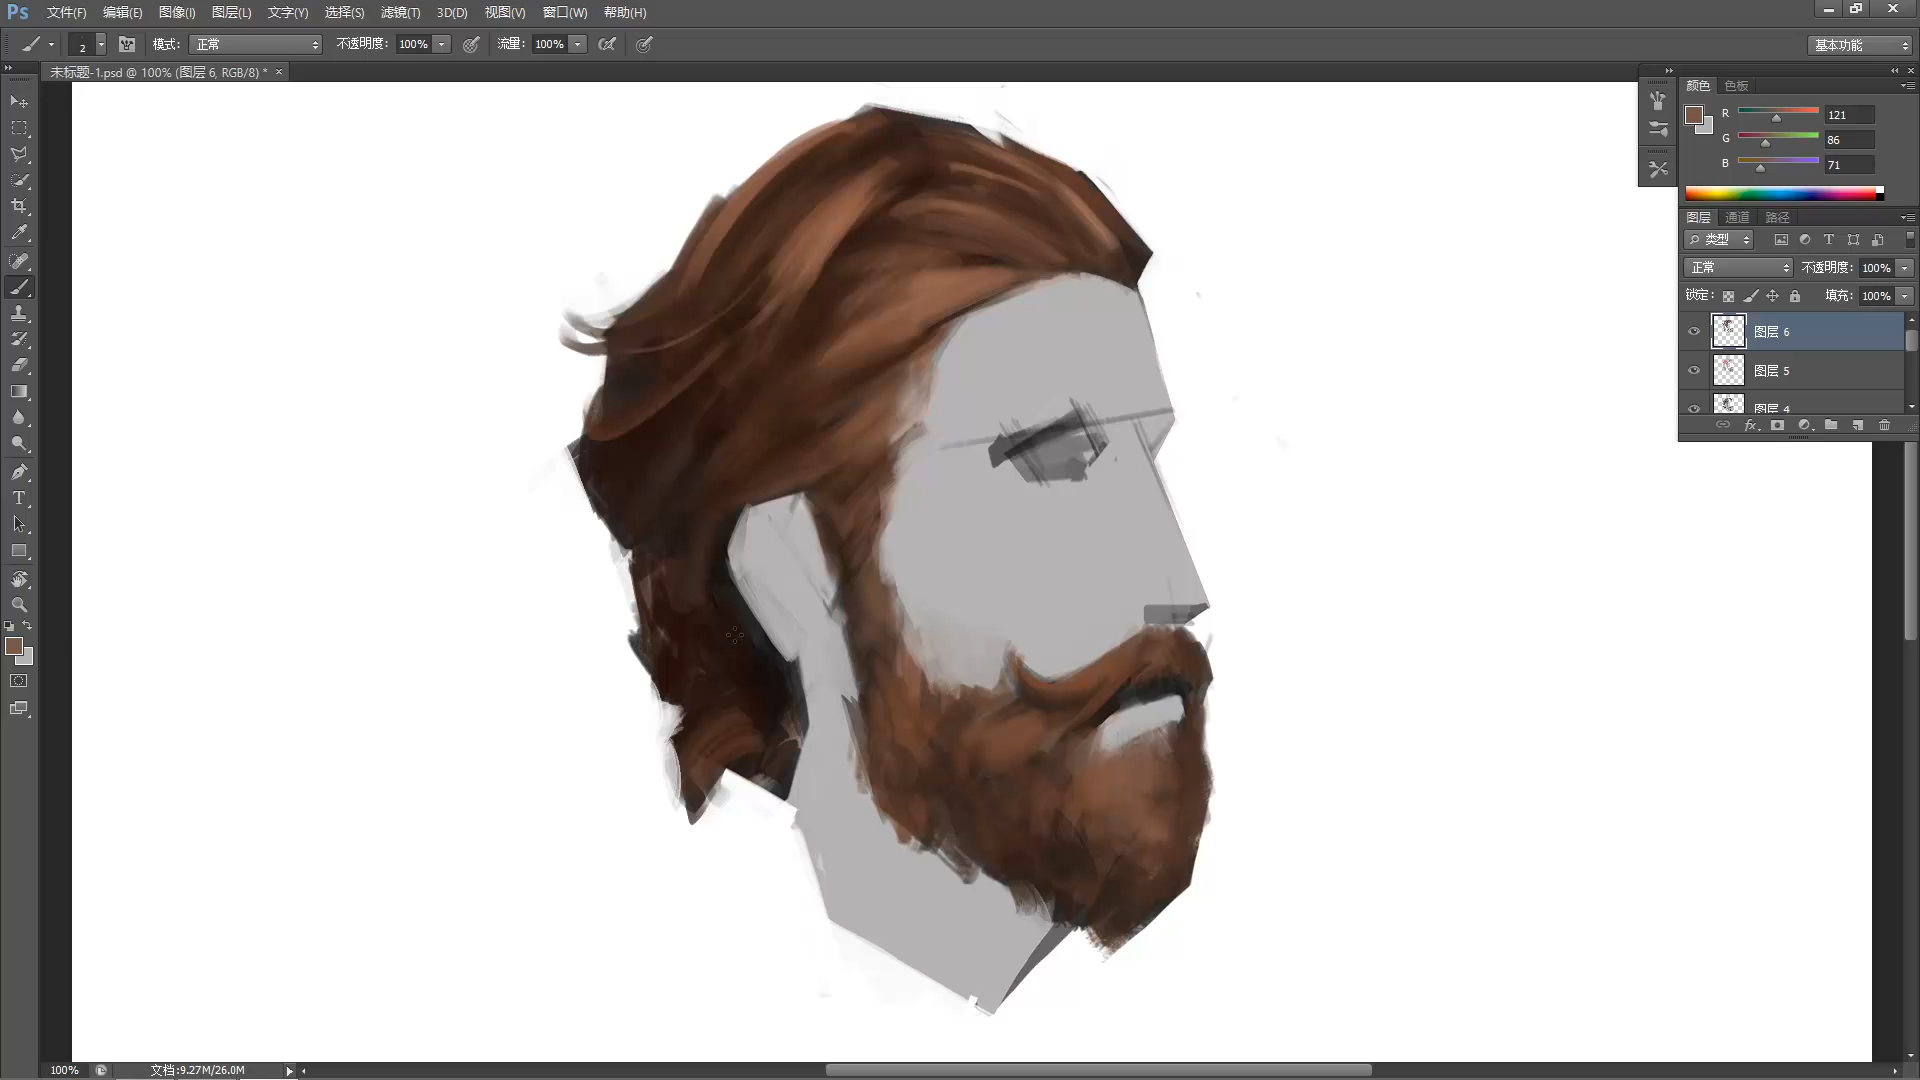 Ps 文件(F) 编辑(E) 图像(I) 图层(L) 文字(Y) 选择(S) 滤镜(T) 3D(D) 视图(V) 窗口(W) 帮助(H)
2 模式: 正常 不透明度: 100% 流量: 100% 基本功能
未标题-1.psd @ 100% (图层 6, RGB/8) * ×
颜色 色板
R 121
G 86
B 71
图层 通道 路径
类型
正常 不透明度: 100%
锁定: 填充: 100%
图层 6
图层 5
图层 4
100% 文档:9.27M/26.0M